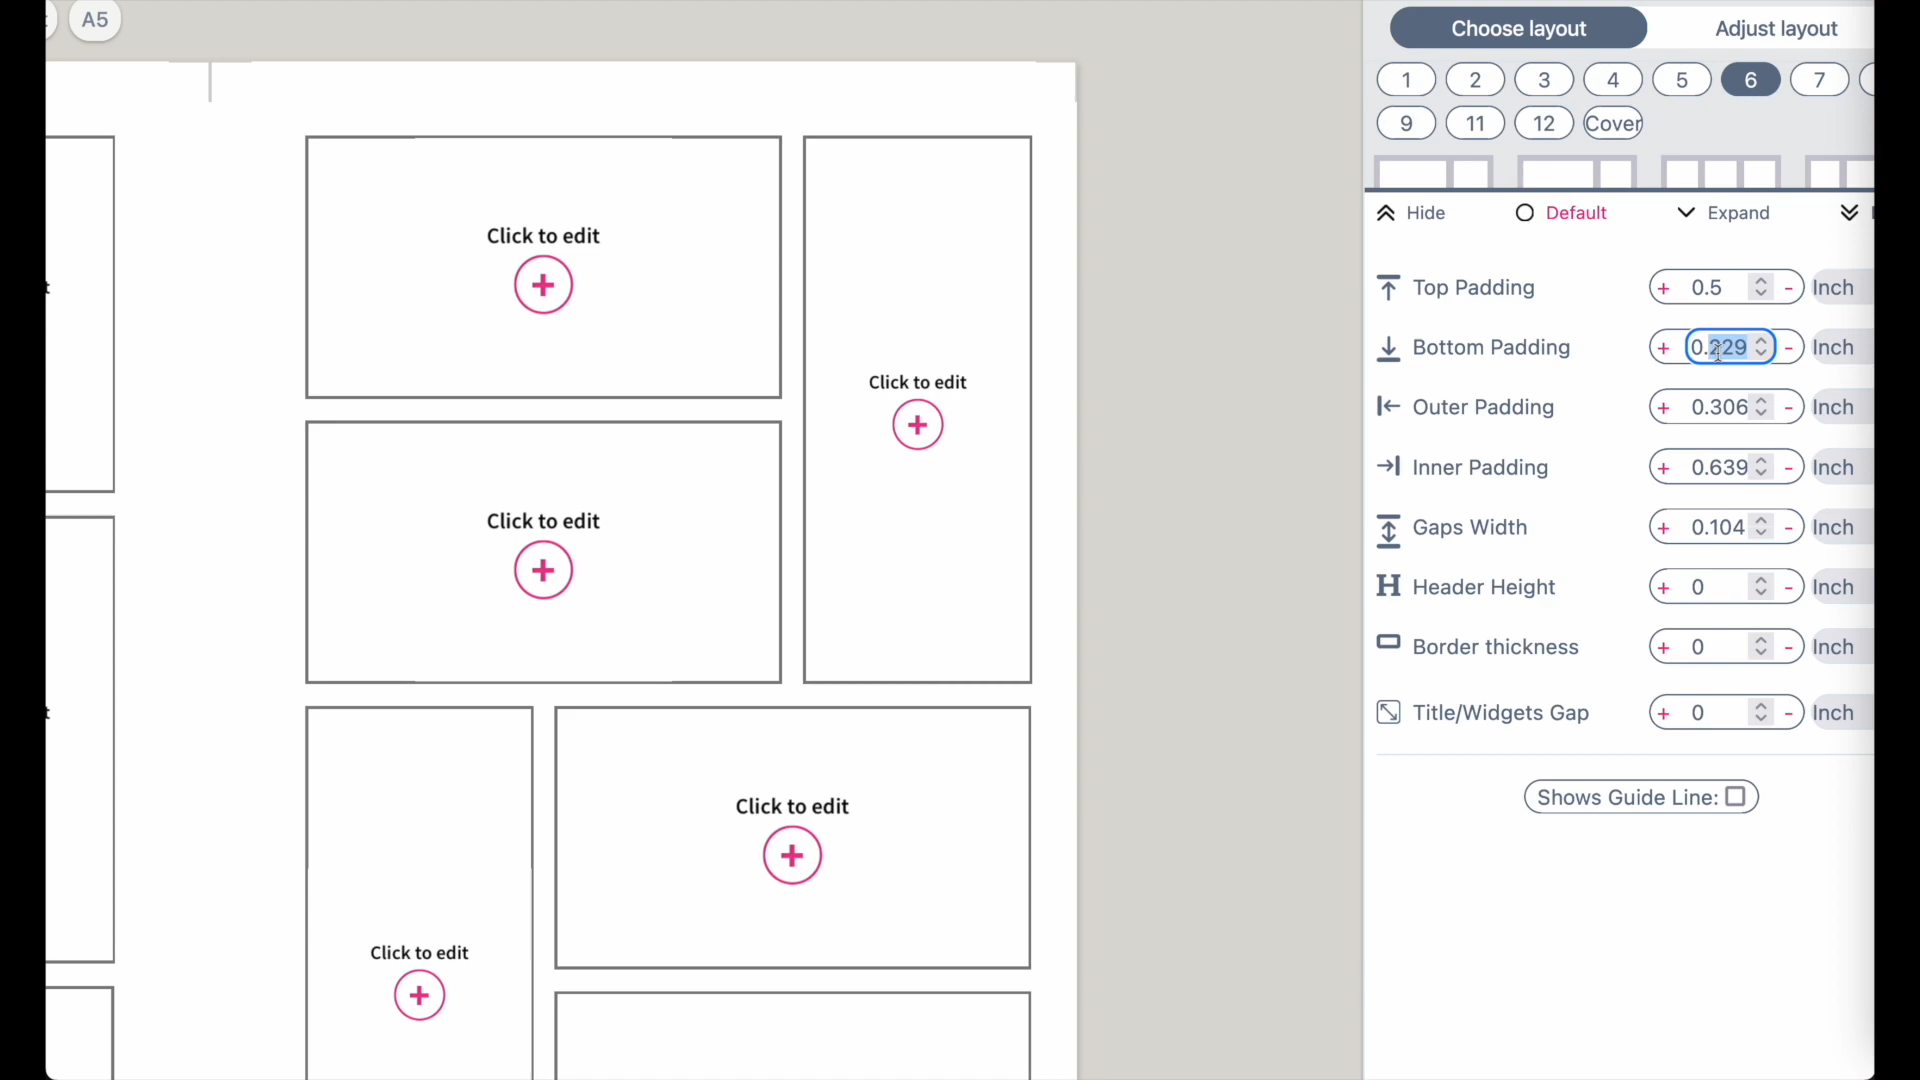 A5
Choose layout
Adjust layout
1
2
3
4
5
6
7
9
11
12
Cover
Hide
Default
Expand
Top Padding
+ 0.5 - Inch
Bottom Padding
+ 0.229 - Inch
Outer Padding
+ 0.306 - Inch
Inner Padding
+ 0.639 - Inch
Gaps Width
+ 0.104 - Inch
H Header Height
+ 0 - Inch
Border thickness
+ 0 - Inch
Title/Widgets Gap
+ 0 - Inch
Shows Guide Line:
Click to edit
+
Click to edit
+
Click to edit
+
Click to edit
+
Click to edit
+